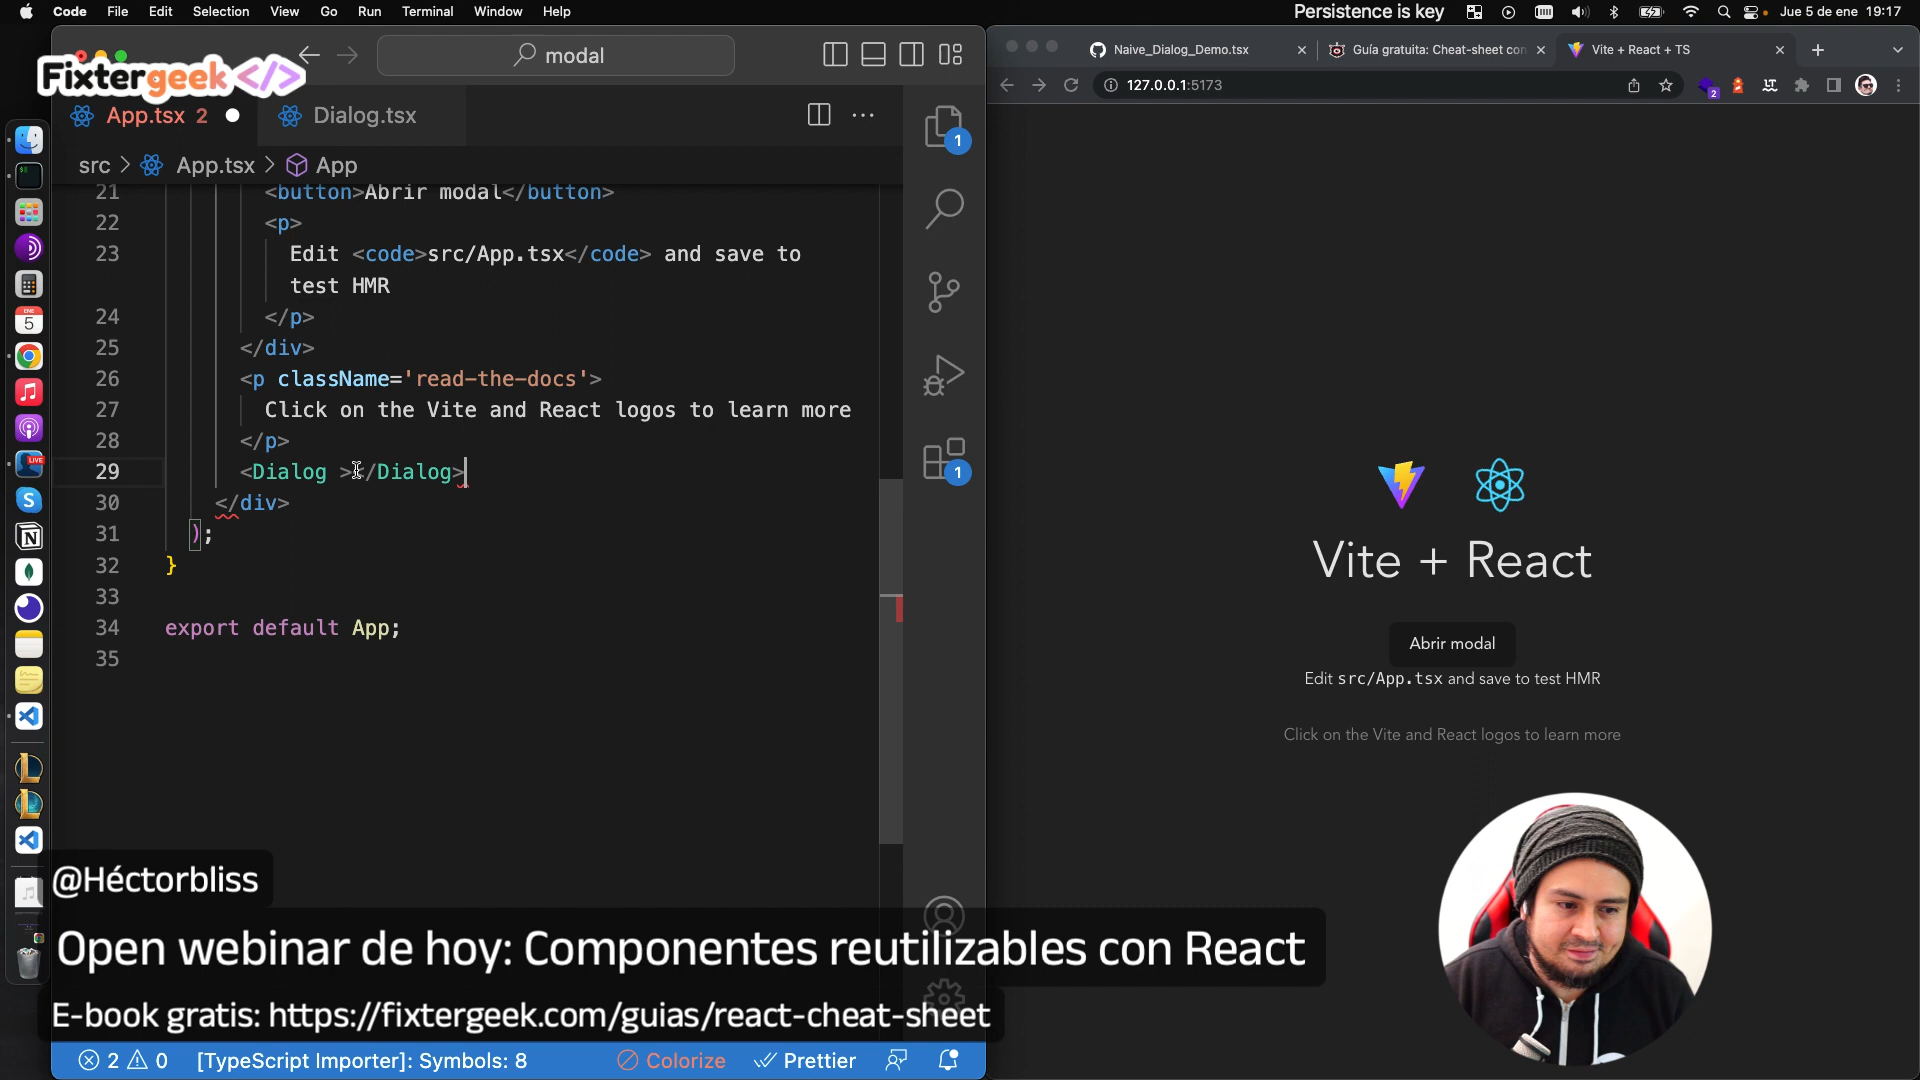 Code File Edit Selection View Go Run Terminal Window Help
Persistence is key
Jue 5 de ene 19:17
Fixtergeek </>
modal
App.tsx 2
Dialog.tsx
src > App.tsx > App
21 <button>Abrir modal</button>
22 <p>
23 Edit <code>src/App.tsx</code> and save to
test HMR
24 </p>
25 </div>
26 <p className='read-the-docs'>
27 Click on the Vite and React logos to learn more
28 </p>
29 <Dialog ></Dialog>
30 </div>
31 );
32 }
33
34 export default App;
35
1
1
Naive_Dialog_Demo.tsx
Guía gratuita: Cheat-sheet con
Vite + React + TS
127.0.0.1:5173
2
Vite + React
Abrir modal
Edit src/App.tsx and save to test HMR
Click on the Vite and React logos to learn more
ENE
5
LIVE
@Héctorbliss
Open webinar de hoy: Componentes reutilizables con React
E-book gratis: https://fixtergeek.com/guias/react-cheat-sheet
2 0 [TypeScript Importer]: Symbols: 8 Colorize Prettier